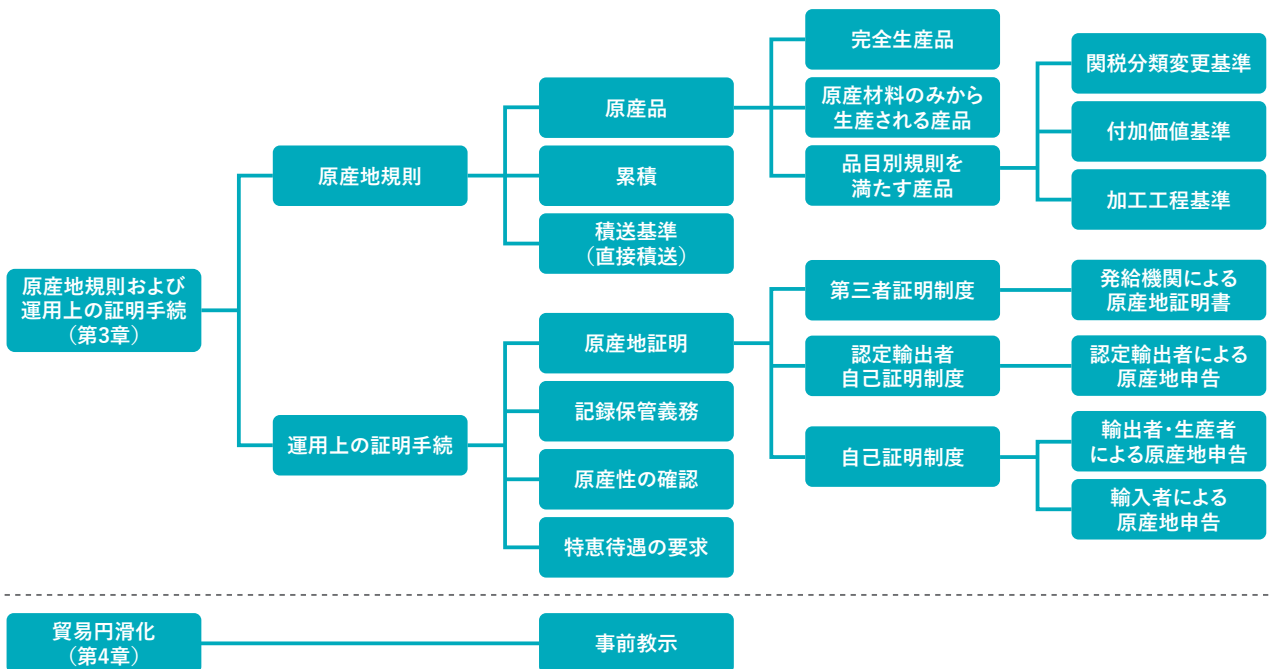 原産地規則および
運用上の証明手続
（第3章）
原産地規則
原産品
完全生産品
原産材料のみから
生産される産品
品目別規則を
満たす産品
関税分類変更基準
付加価値基準
加工工程基準
累積
積送基準
（直接積送）
運用上の証明手続
原産地証明
第三者証明制度
発給機関による
原産地証明書
認定輸出者
自己証明制度
認定輸出者による
原産地申告
自己証明制度
輸出者・生産者
による原産地申告
輸入者による
原産地申告
記録保管義務
原産性の確認
特恵待遇の要求
貿易円滑化
（第4章）
事前教示